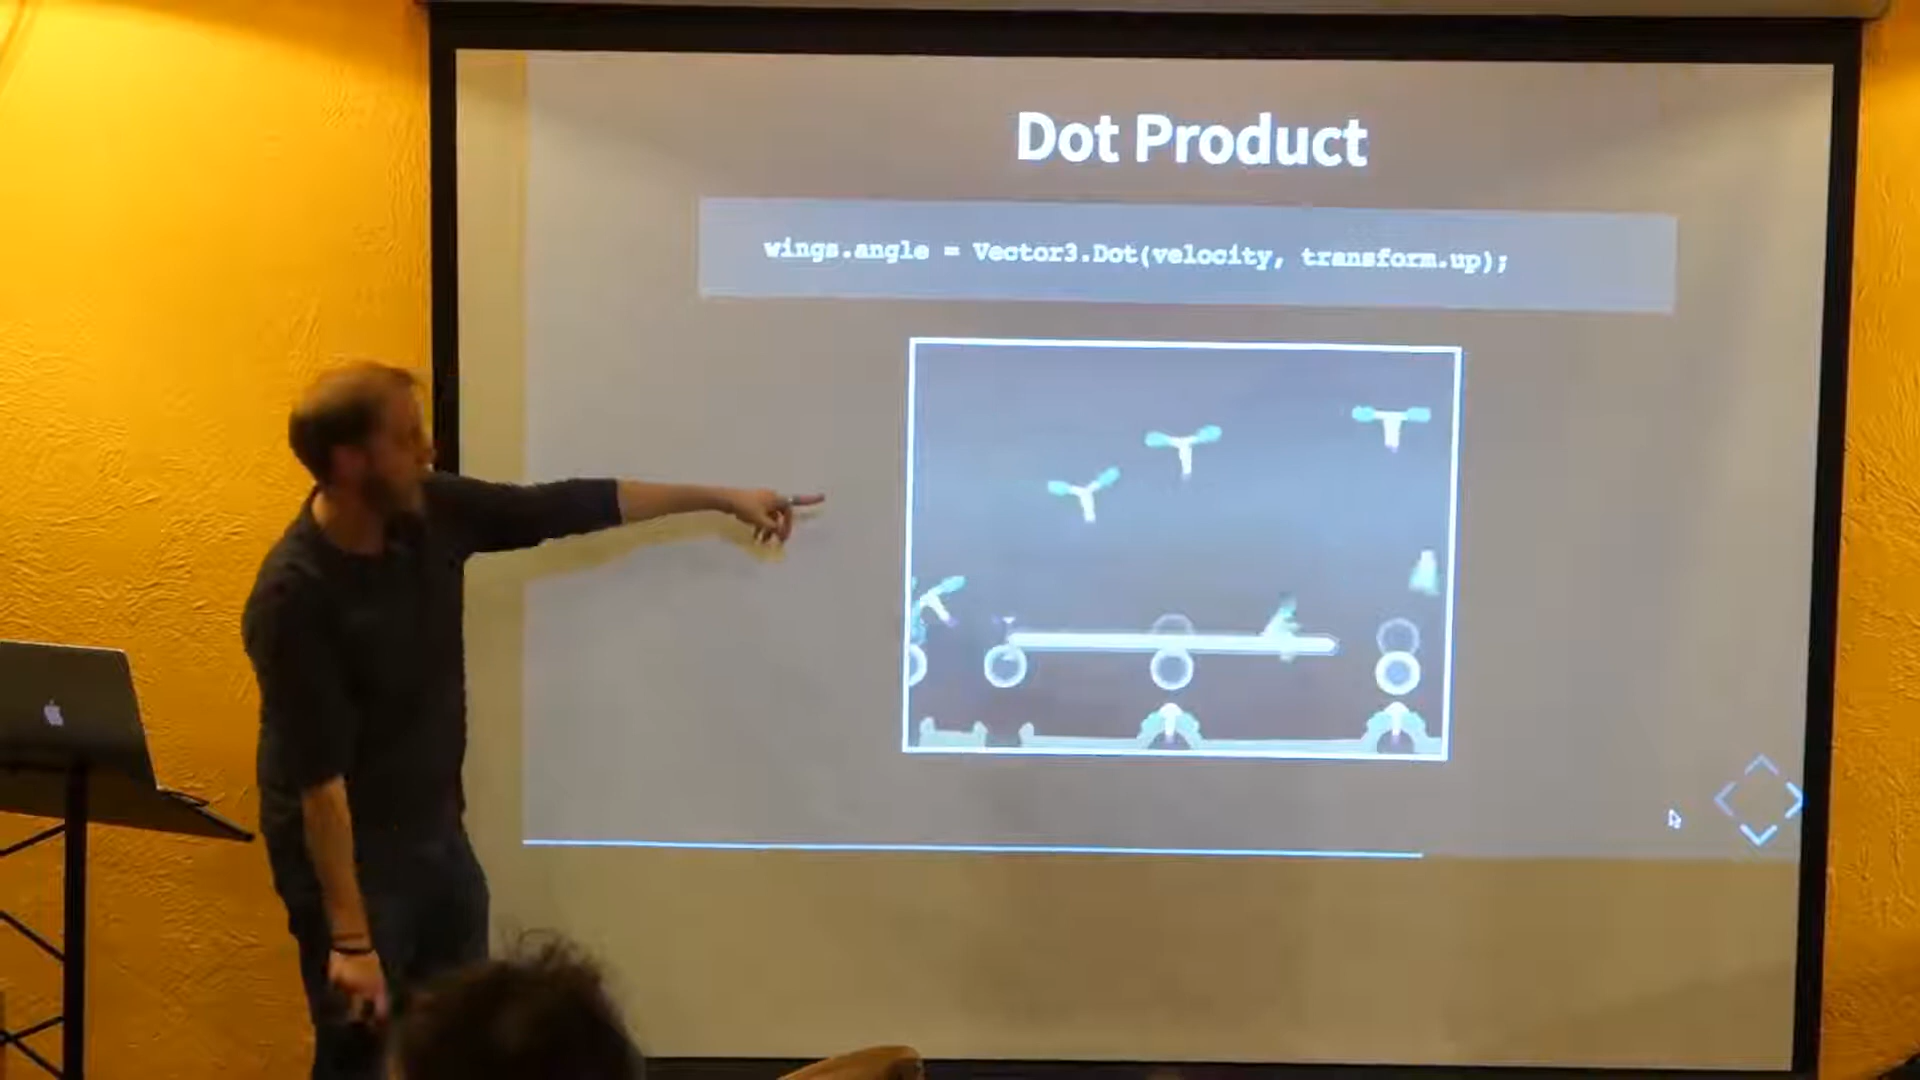 Dot Product
wings.angle = Vector3.Dot(velocity, transform.up);